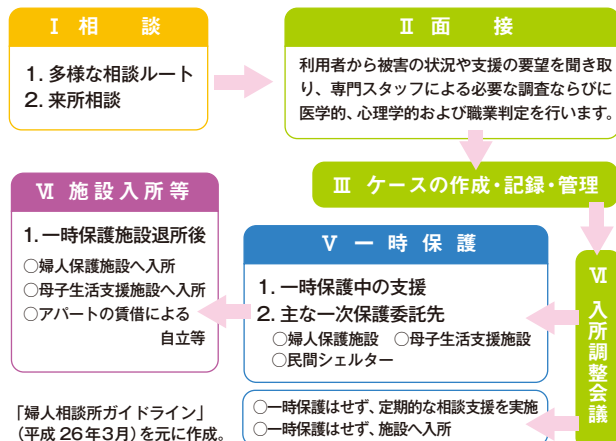 Ⅰ 相 談
1. 多様な相談ルート
2. 来所相談
Ⅱ 面 接
利用者から被害の状況や支援の要望を聞き取
り、専門スタッフによる必要な調査ならびに
医学的、心理学的および職業判定を行います。
Ⅲ ケースの作成・記録・管理
Ⅵ 入所調整会議
Ⅴ 一時保護
1. 一時保護中の支援
2. 主な一次保護委託先
○婦人保護施設 ○母子生活支援施設
○民間シェルター
○一時保護はせず、定期的な相談支援を実施
○一時保護はせず、施設へ入所
Ⅵ 施設入所等
1. 一時保護施設退所後
○婦人保護施設へ入所
○母子生活支援施設へ入所
○アパートの賃借による
自立等
「婦人相談所ガイドライン」
(平成 26年3月)を元に作成。